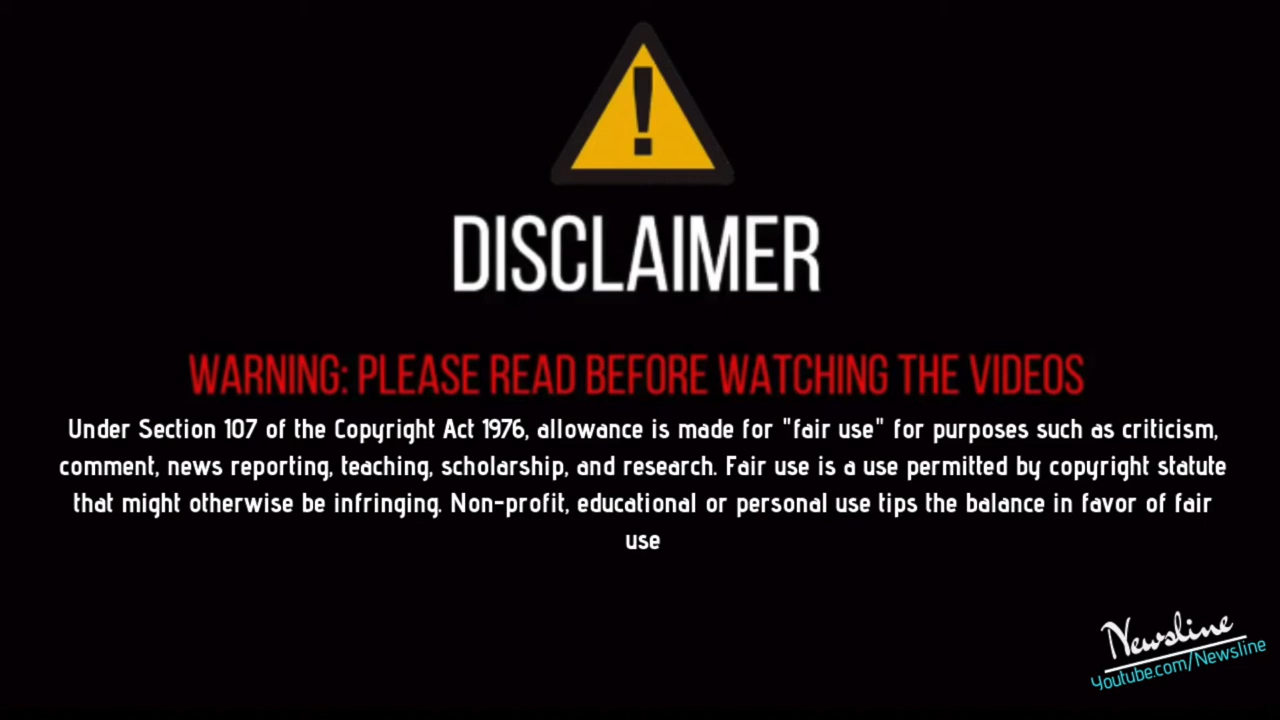 !
DISCLAIMER
WARNING: PLEASE READ BEFORE WATCHING THE VIDEOS
Under Section 107 of the Copyright Act 1976, allowance is made for "fair use" for purposes such as criticism,
comment, news reporting, teaching, scholarship, and research. Fair use is a use permitted by copyright statute
that might otherwise be infringing. Non-profit, educational or personal use tips the balance in favor of fair
use
Newsline
Youtube.com/Newsline